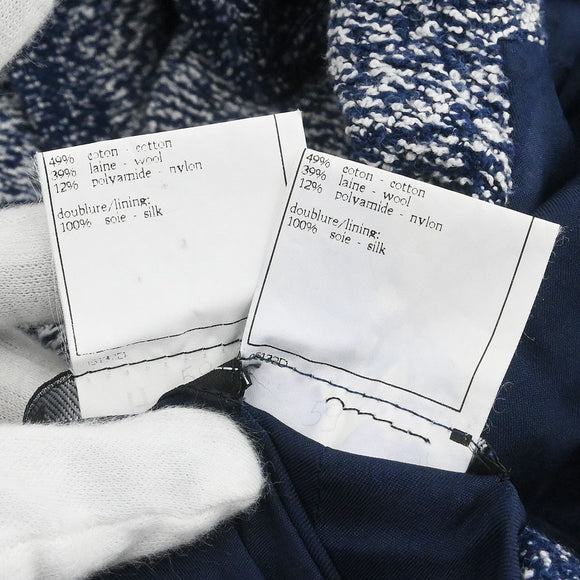 49% coton - cotton
39% laine - wool
12% polyamide - nylon
doublure/lining:
100% soie - silk
49% coton - cotton
39% laine - wool
12% polyamide - nylon
doublure/lining:
100% soie - silk